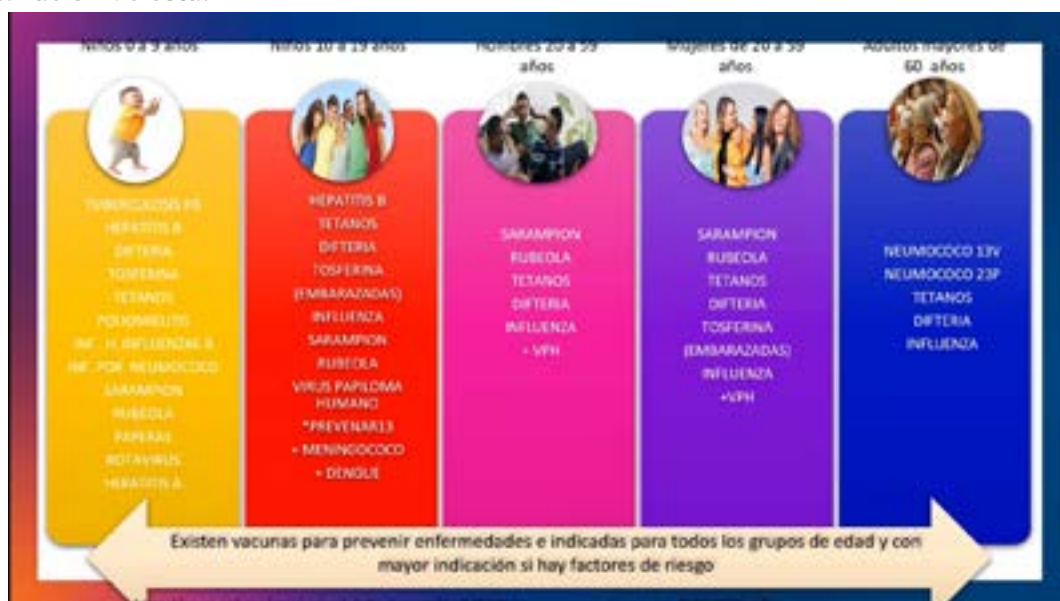 Niños 0 a 9 años
TUBERCULOSIS
HEPATITIS B
DIFTERIA
TOSFERINA
TETANOS
POLIOMIELITIS
INF. H. INFLUENZAE B
INF. POR NEUMOCOCO
SARAMPION
RUBEOLA
PAPERAS
ROTAVIRUS
HEPATITIS A
Niños 10 a 19 años
HEPATITIS B
TETANOS
DIFTERIA
TOSFERINA
(EMBARAZADAS)
INFLUENZA
SARAMPION
RUBEOLA
VIRUS PAPILOMA
HUMANO
*PREVENAR13
+ MENINGOCOCO
+ DENGUE
Hombres 20 a 59
años
SARAMPION
RUBEOLA
TETANOS
DIFTERIA
INFLUENZA
+ VPH
Mujeres de 20 a 59
años
SARAMPION
RUBEOLA
TETANOS
DIFTERIA
TOSFERINA
(EMBARAZADAS)
INFLUENZA
+VPH
Adultos mayores de
60 años
NEUMOCOCO 13V
NEUMOCOCO 23P
TETANOS
DIFTERIA
INFLUENZA
Existen vacunas para prevenir enfermedades e indicadas para todos los grupos de edad y con
mayor indicación si hay factores de riesgo